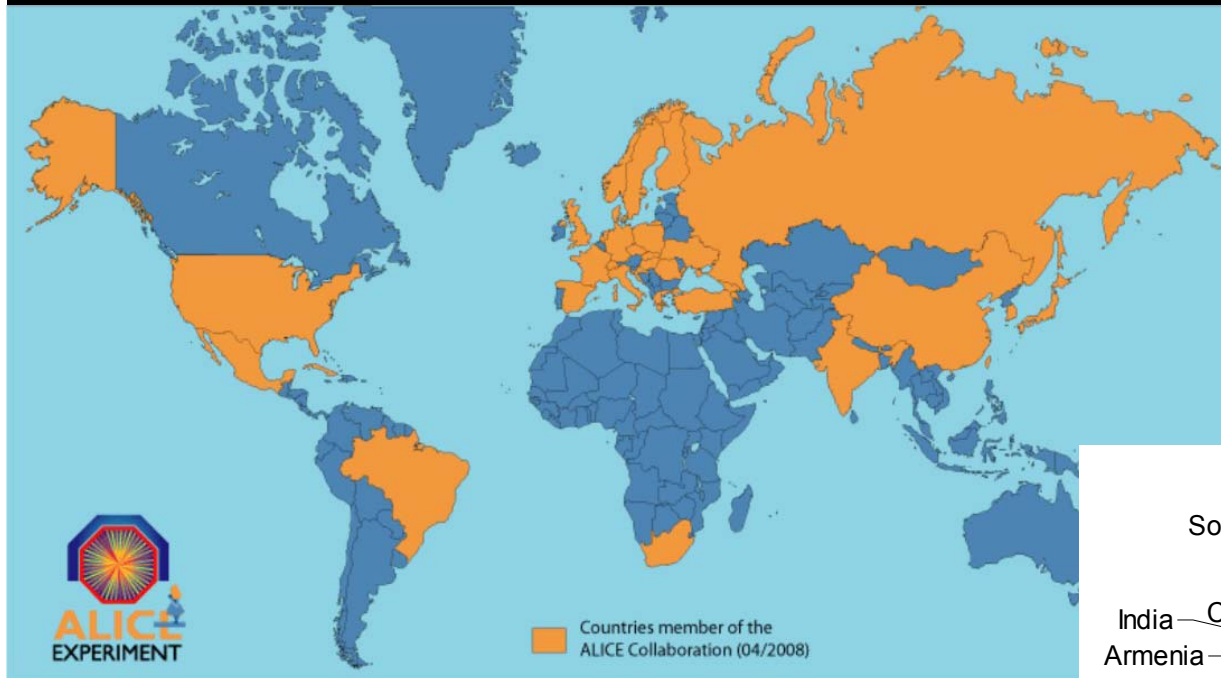 ALICE
EXPERIMENT
Countries member of the
ALICE Collaboration (04/2008)
So
India
C
Armenia